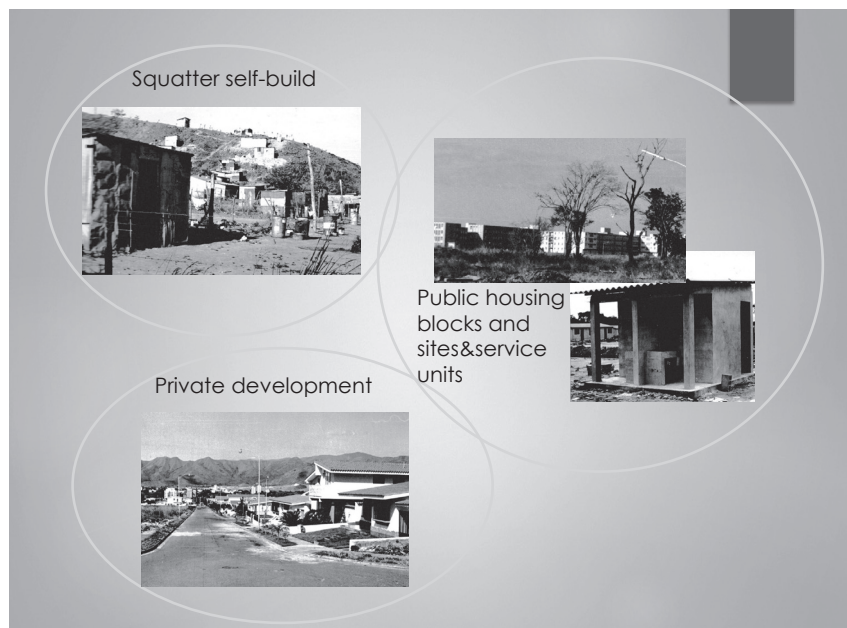 Squatter self-build
Public housing
blocks and
sites&service
units
Private development